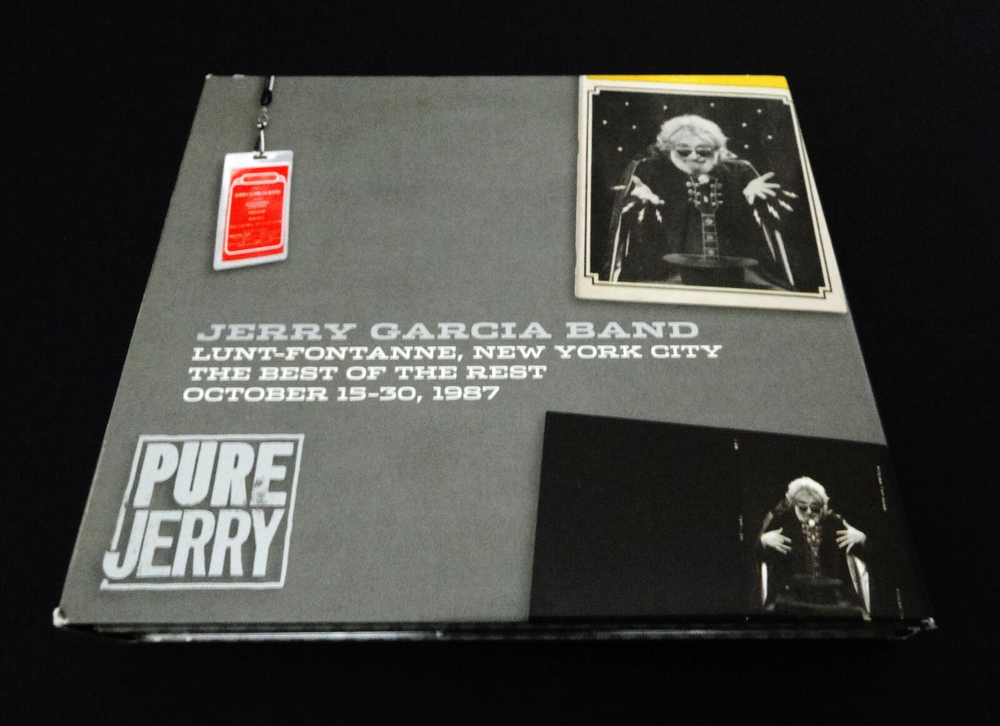 JERRY GARCIA BAND
LUNT-FONTANNE, NEW YORK CITY
THE BEST OF THE REST
OCTOBER 15-30, 1987
PURE
JERRY